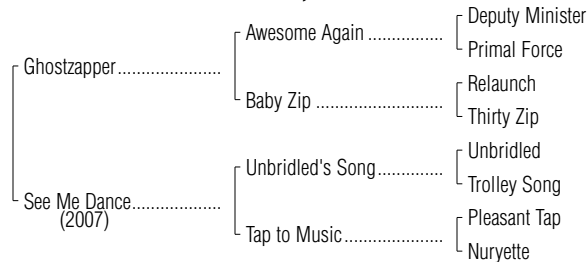 Deputy Minister
Awesome Again ..................
Primal Force
Ghostzapper......................
Relaunch
Baby Zip ..............................
Thirty Zip
Unbridled
Unbridled's Song................
Trolley Song
See Me Dance...................
(2007)
Pleasant Tap
Tap to Music.......................
Nuryette